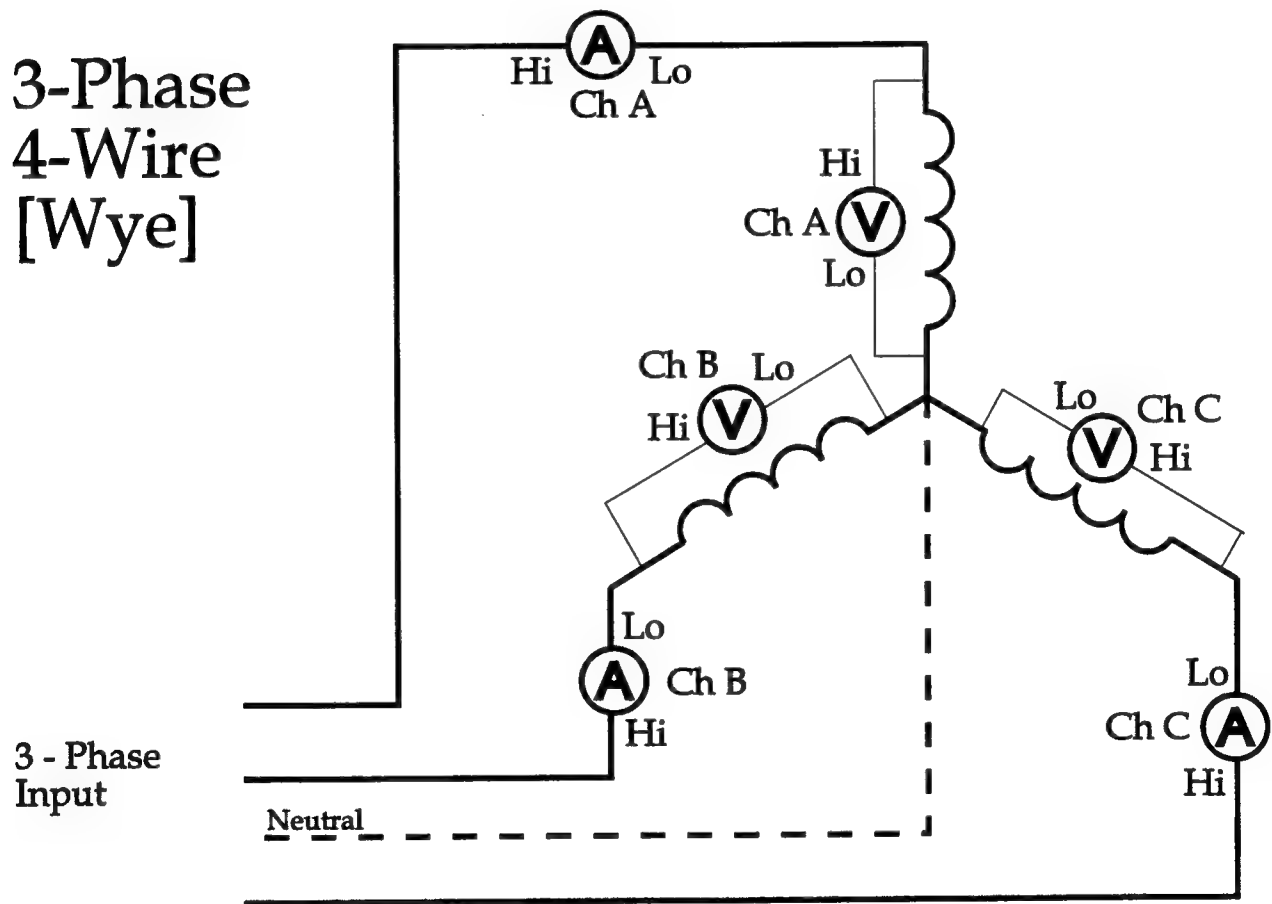 3-Phase
4-Wire
[Wye]
A
Hi
Lo
Ch A
Hi
Ch A
V
Lo
Ch B
Lo
Hi
V
Lo
Ch C
V
Hi
Lo
A
Ch B
Hi
Lo
Ch C
A
Hi
3 - Phase
Input
Neutral